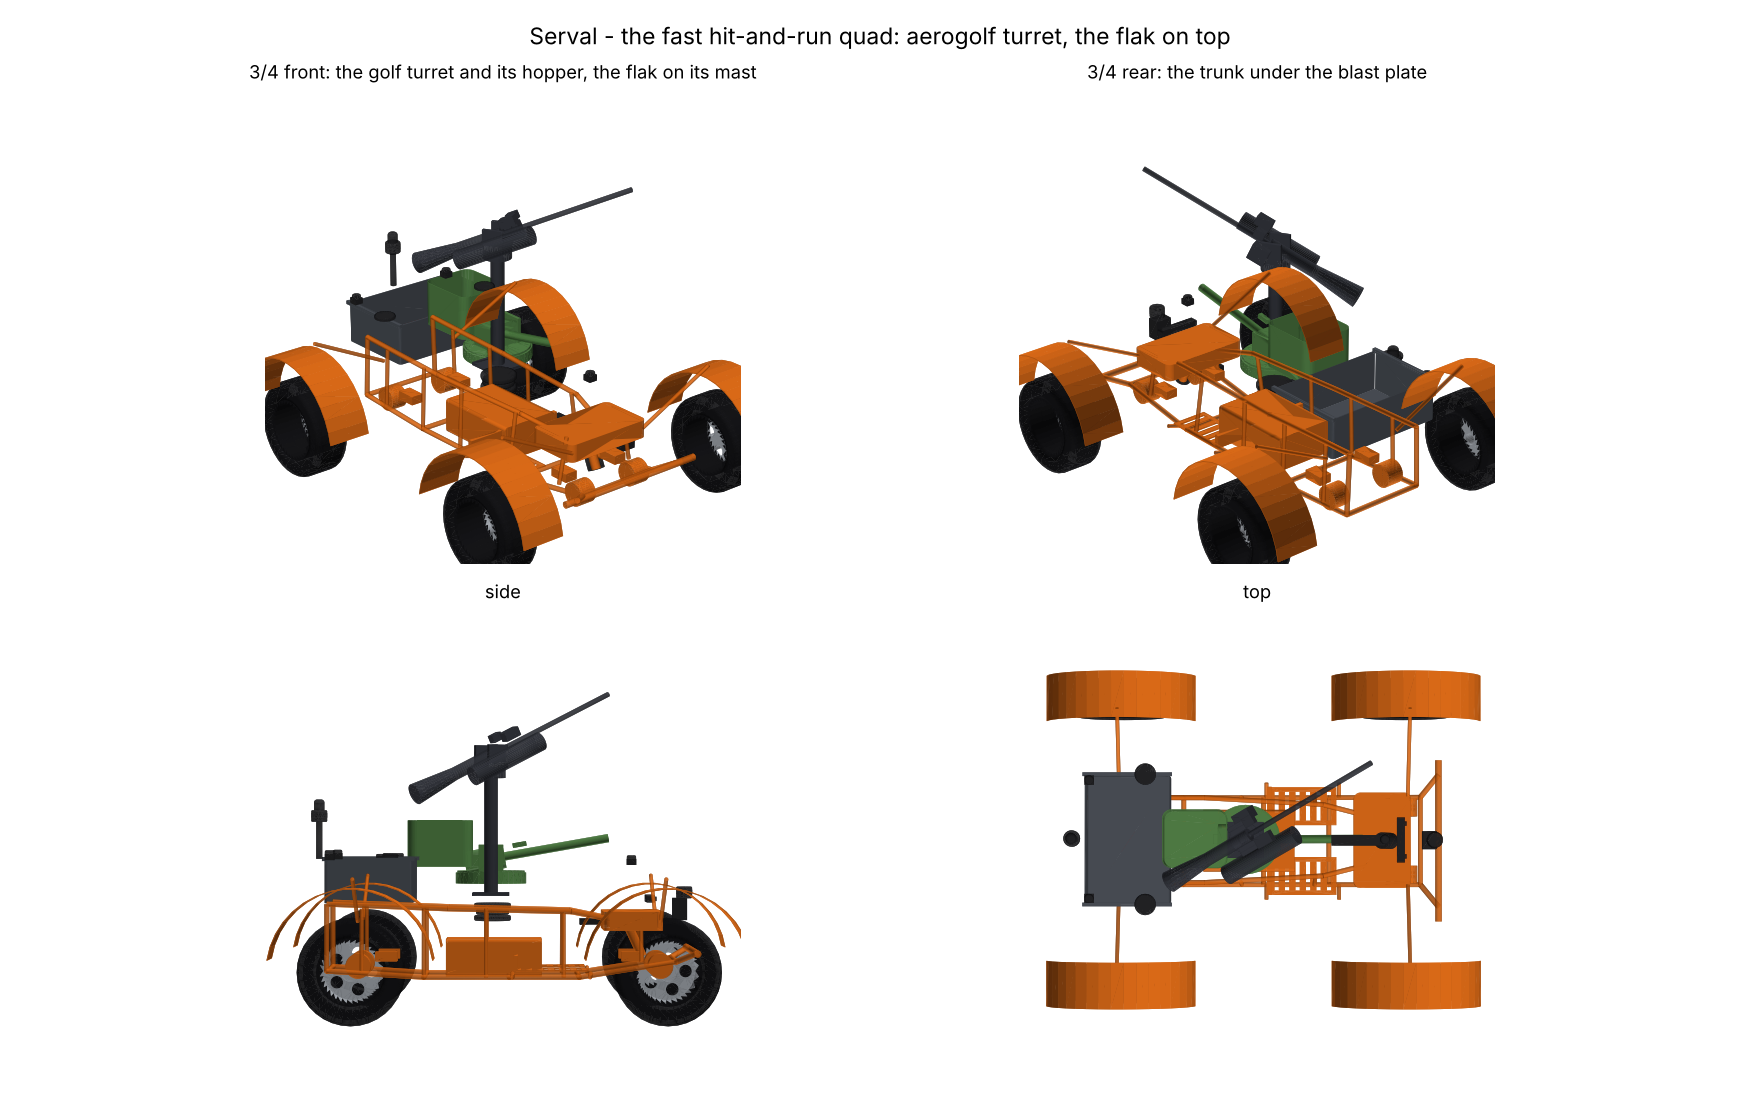 Serval - the fast hit-and-run quad: aerogolf turret, the flak on top
3/4 front: the golf turret and its hopper, the flak on its mast
3/4 rear: the trunk under the blast plate
side
top